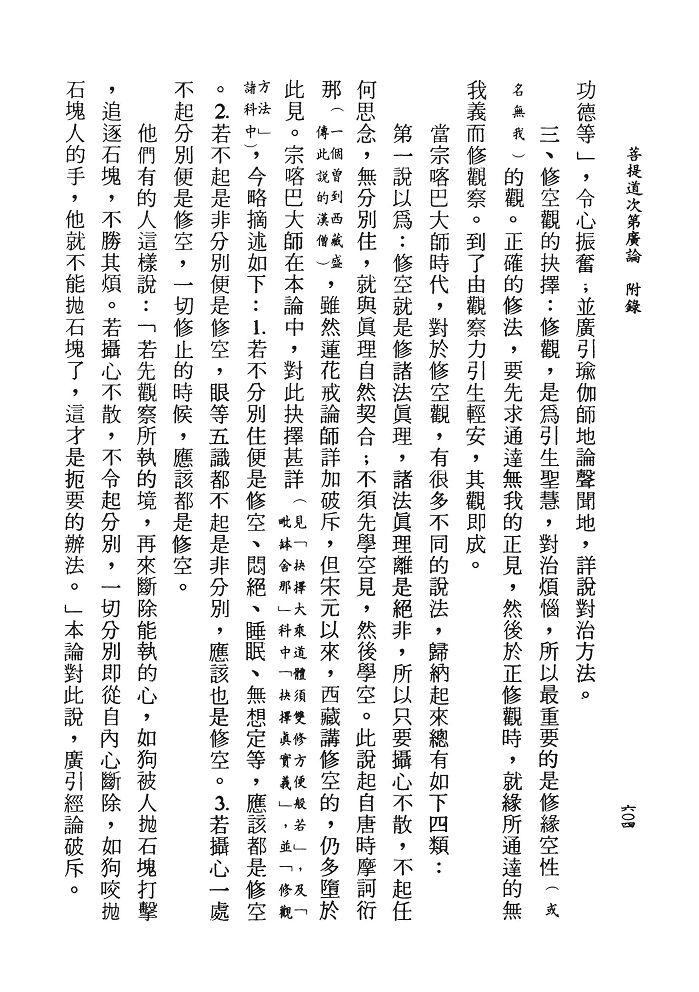 菩提道次第廣論　附錄
六〇四
功德等」，令心振奮；並廣引瑜伽師地論聲聞地，詳說對治方法。
三、修空觀的抉擇：修觀，是爲引生聖慧，對治煩惱，所以最重要的是修緣空性（或
名無我）的觀。正確的修法，要先求通達無我的正見，然後於正修觀時，就緣所通達的無
我義而修觀察。到了由觀察力引生輕安，其觀即成。
當宗喀巴大師時代，對於修空觀，有很多不同的說法，歸納起來總有如下四類：
第一說以爲：修空就是修諸法眞理，諸法眞理離是絕非，所以只要攝心不散，不起任
何思念，無分別住，就與眞理自然契合；不須先學空見，然後學空。此說起自唐時摩訶衍
那（一個曾到西藏盛傳此說的漢僧），雖然蓮花戒論師詳加破斥，但宋元以來，西藏講修空的，仍多墮於
此見。宗喀巴大師在本論中，對此抉擇甚詳（見「抉擇大乘道體須雙修方便般若」，及「毗鉢舍那」科中「抉擇眞實義」，並「修觀
方法」諸科中），今略摘述如下：1.若不分別住便是修空、悶絕、睡眠、無想定等，應該都是修空
。2.若不起是非分別便是修空，眼等五識都不起是非分別，應該也是修空。3.若攝心一處
不起分別便是修空，一切修止的時候，應該都是修空。
他們有的人這樣說：「若先觀察所執的境，再來斷除能執的心，如狗被人拋石塊打擊
，追逐石塊，不勝其煩。若攝心不散，不令起分別，一切分別即從自內心斷除，如狗咬拋
石塊人的手，他就不能拋石塊了，這才是扼要的辦法。」本論對此說，廣引經論破斥。